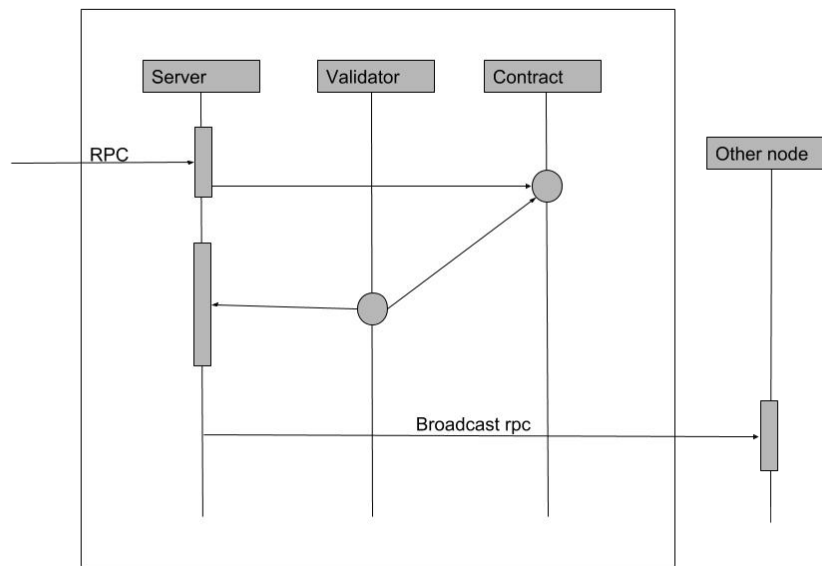 Server
Validator
Contract
RPC
Other node
Broadcast rpc